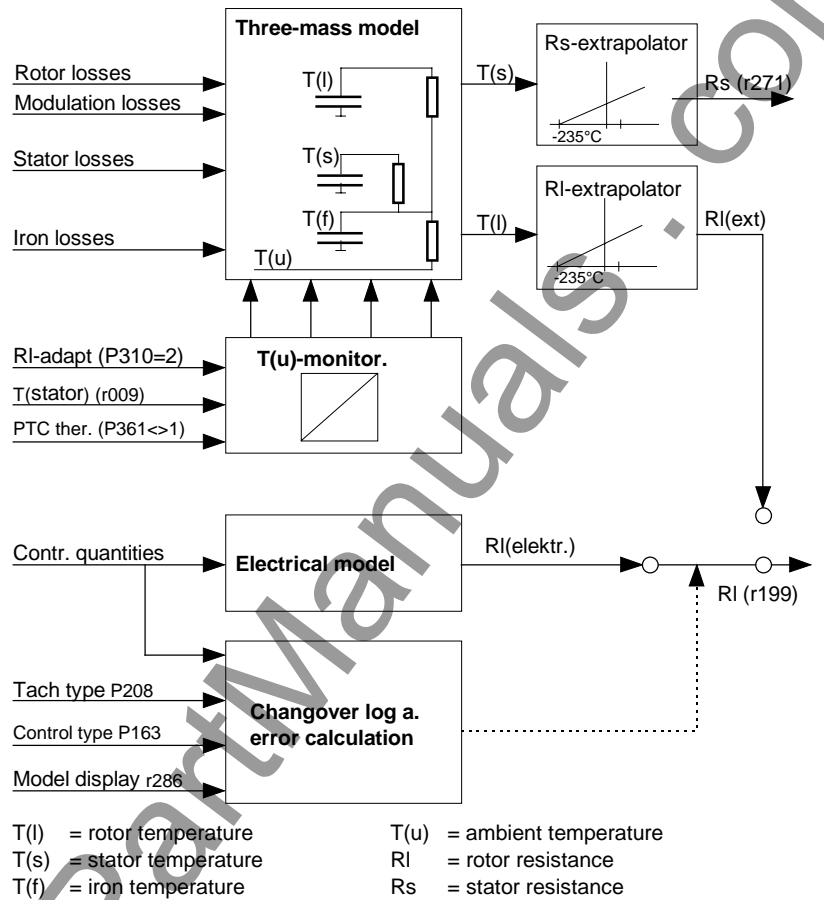 Three-mass model
Rs-extrapolator
Rotor losses
T(l)
T(s)
Rs (r271)
Modulation losses
-235°C
Stator losses
T(s)
Rl-extrapolator
T(f)
T(l)
Rl(ext)
Iron losses
T(u)
-235°C
Rl-adapt (P310=2)
T(u)-monitor.
T(stator) (r009)
PTC ther. (P361<>1)
Contr. quantities
Electrical model
Rl(elektr.)
Rl (r199)
Tach type P208
Changover log a.
error calculation
Control type P163
Model display r286
T(l) = rotor temperature
T(s) = stator temperature
T(f) = iron temperature
T(u) = ambient temperature
Rl = rotor resistance
Rs = stator resistance
PartManuals.co